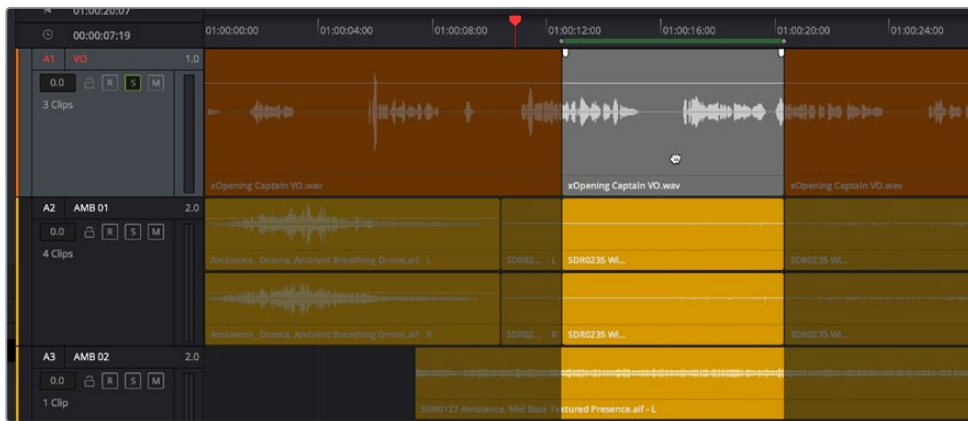 01:00:20:07
00:00:07:19
01:00:00:00 01:00:04:00 01:00:08:00 01:00:12:00 01:00:16:00 01:00:20:00 01:00:24:00
A1 VO 1.0
0.0 R S M
3 Clips
xOpening Captain VO.wav xOpening Captain VO.wav xOpening Captain VO.wav
A2 AMB 01 2.0
0.0 R S M
4 Clips
Ambience_ Drama, Ambient Breathing Drone.aif - L SDR02... - L SDR0235 Wi... SDR0235 Wi...
Ambience_ Drama, Ambient Breathing Drone.aif - R SDR02... - R SDR0235 Wi... SDR0235 Wi...
A3 AMB 02 2.0
0.0 R S M
1 Clip
SDR0127 Ambiance, Mid Bass Textured Presence.aif - L